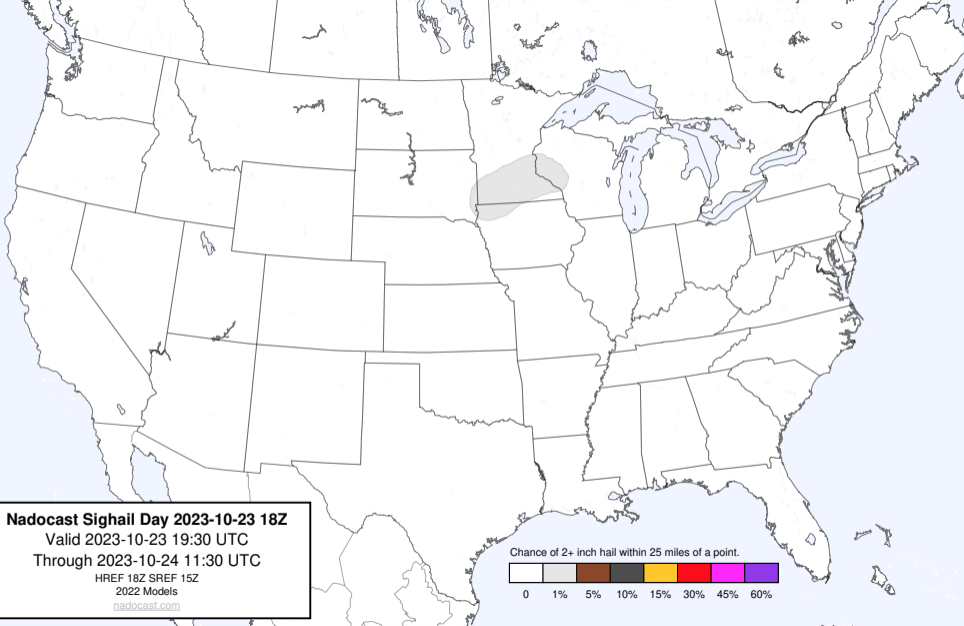 Nadocast Sighail Day 2023-10-23 18Z
Valid 2023-10-23 19:30 UTC
Through 2023-10-24 11:30 UTC
HREF 18Z SREF 15Z
2022 Models
nadocast.com
Chance of 2+ inch hail within 25 miles of a point.
0 1% 5% 10% 15% 30% 45% 60%